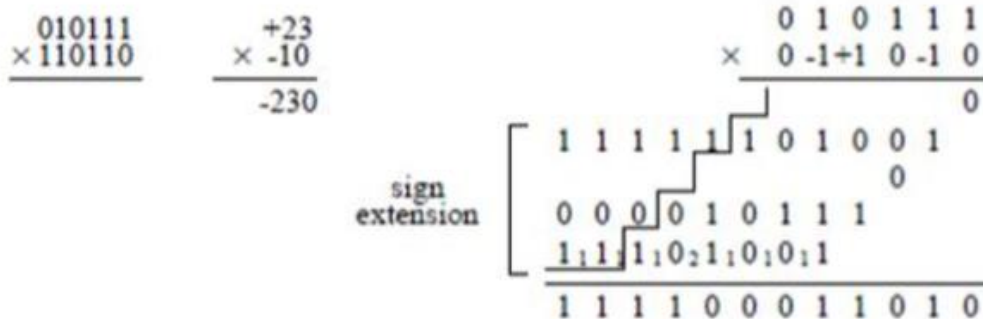 010111
×110110
+23
× -10
-230
0 1 0 1 1 1
× 0 -1+1 0 -1 0
0
1 1 1 1 1 1 0 1 0 0 1
0
sign
extension
0 0 0 0 1 0 1 1 1
1 1 1 1 1 1 0 2 1 1 0 1 0 1 1
1 1 1 1 0 0 0 1 1 0 1 0